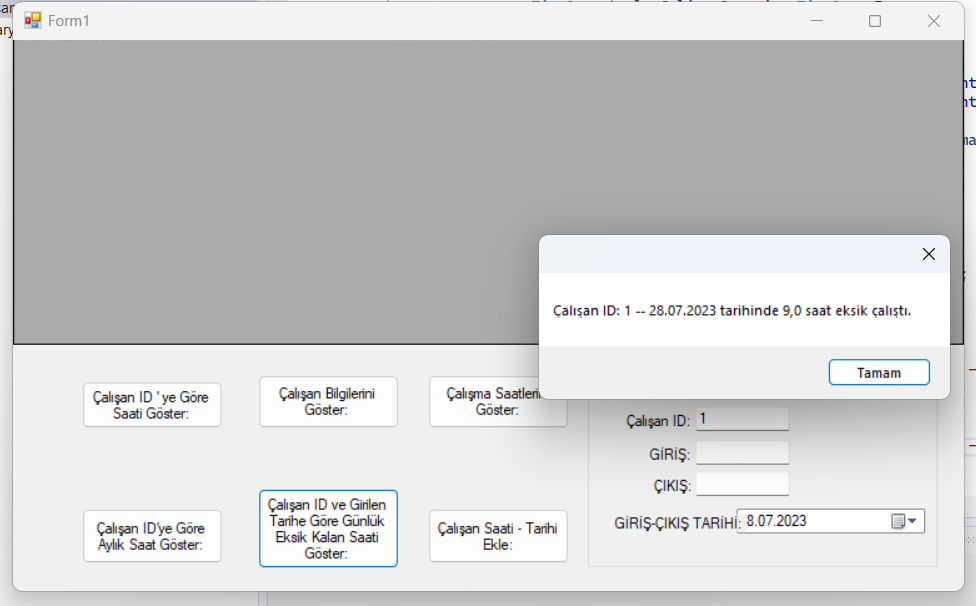 Form1
Çalışan ID: 1 -- 28.07.2023 tarihinde 9,0 saat eksik çalıştı.
Tamam
Çalışan ID ' ye Göre
Saati Göster:
Çalışan Bilgilerini
Göster:
Çalışma
Göster:
Çalışan ID: 1
GİRİŞ:
ÇIKIŞ:
GİRİŞ-ÇIKIŞ TARİHİ: 8.07.2023
Çalışan ID'ye Göre
Aylık Saat Göster:
Çalışan ID ve Girilen
Tarihe Göre Günlük
Eksik Kalan Saati
Göster:
Çalışan Saati - Tarihi
Ekle: